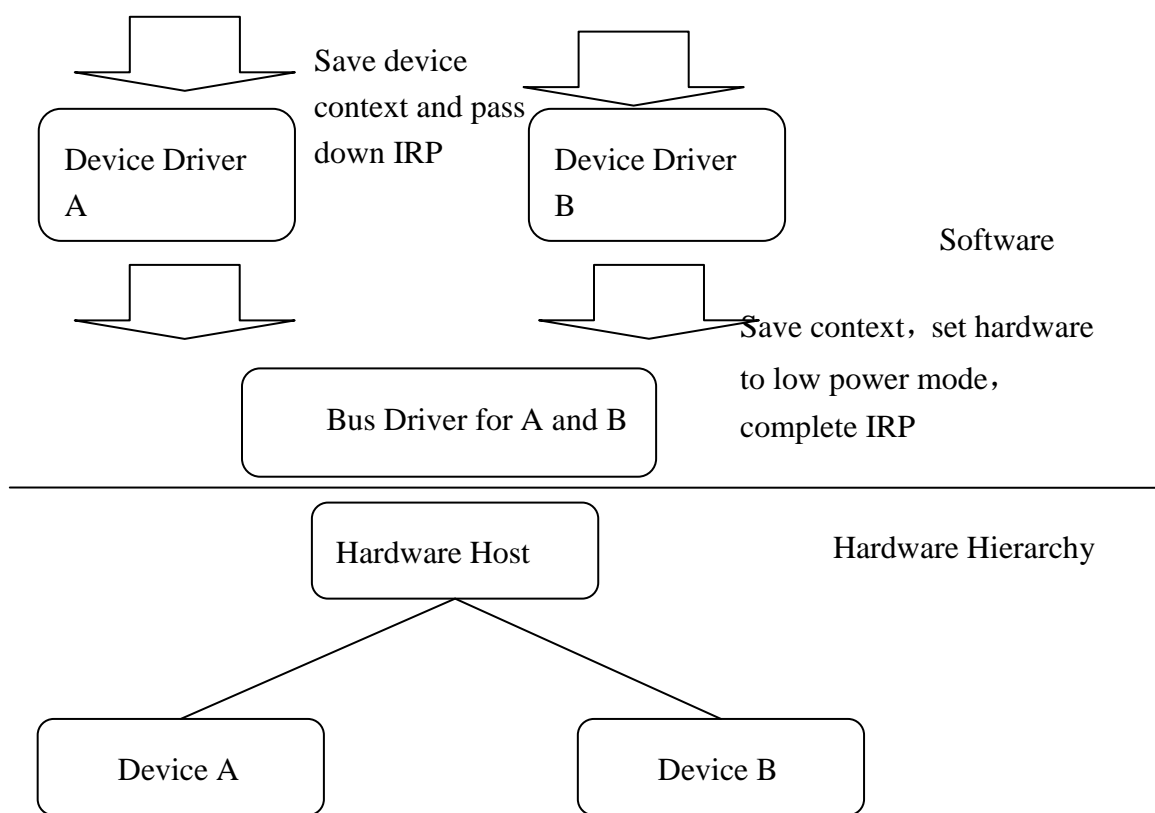 Save device
context and pass
down IRP
Device Driver
A
Device Driver
B
Software
Save context，set hardware
to low power mode，
complete IRP
Bus Driver for A and B
Hardware Host
Hardware Hierarchy
Device A
Device B